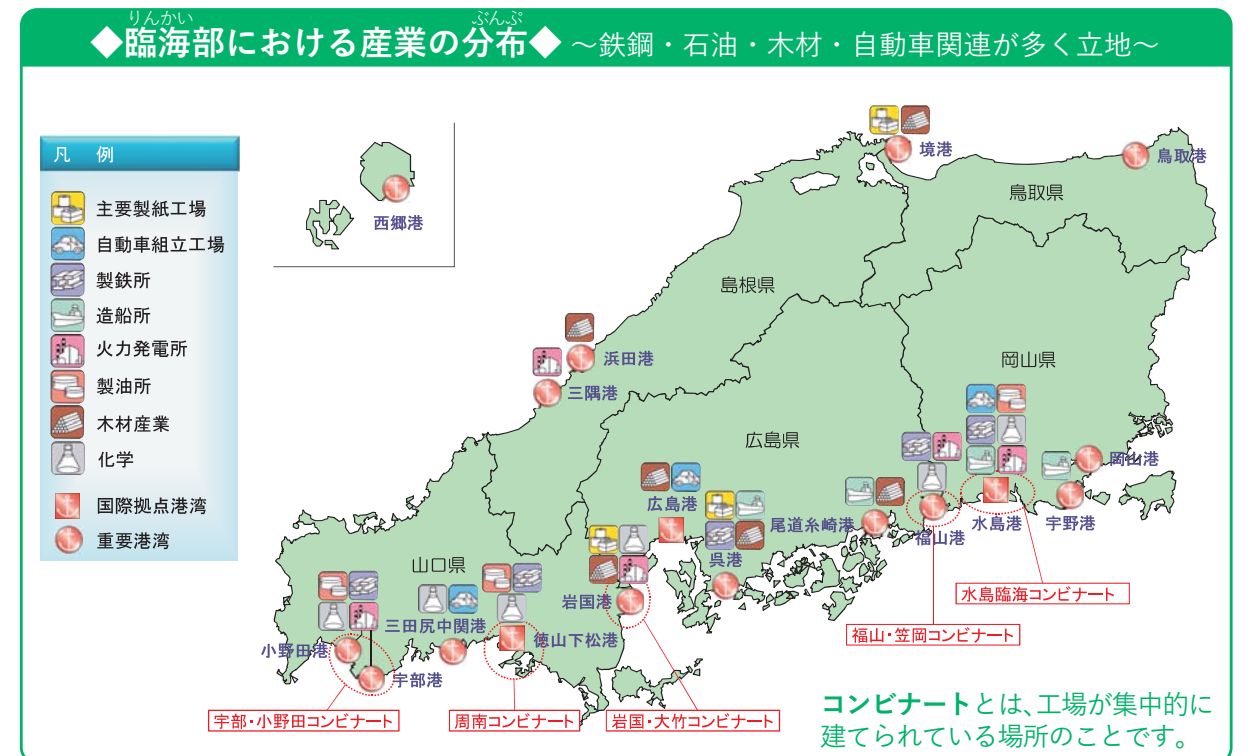 りんかい ぶんぷ
◆臨海部における産業の分布◆ ～鉄鋼・石油・木材・自動車関連が多く立地～
凡 例
主要製紙工場
自動車組立工場
製鉄所
造船所
火力発電所
製油所
木材産業
化学
国際拠点港湾
重要港湾
西郷港
境港
鳥取港
鳥取県
島根県
浜田港
三隅港
岡山県
広島県
岡山港
広島港
尾道糸崎港
福山港
水島港
宇野港
呉港
山口県
岩国港
三田尻中関港
徳山下松港
小野田港
宇部港
水島臨海コンビナート
福山・笠岡コンビナート
宇部・小野田コンビナート
周南コンビナート
岩国・大竹コンビナート
コンビナートとは、工場が集中的に
建てられている場所のことです。